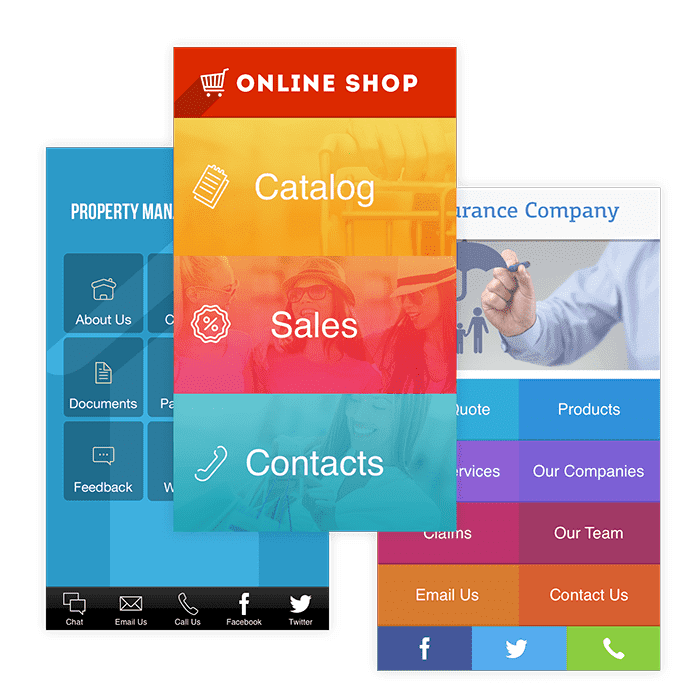 ONLINE SHOP
Catalog
Sales
Contacts
PROPERTY MAN
About Us
C
Documents
Pa
Feedback
W
Chat
Email Us
Call Us
Facebook
Twitter
urance Company
Quote
Products
ervices
Our Companies
Claims
Our Team
Email Us
Contact Us